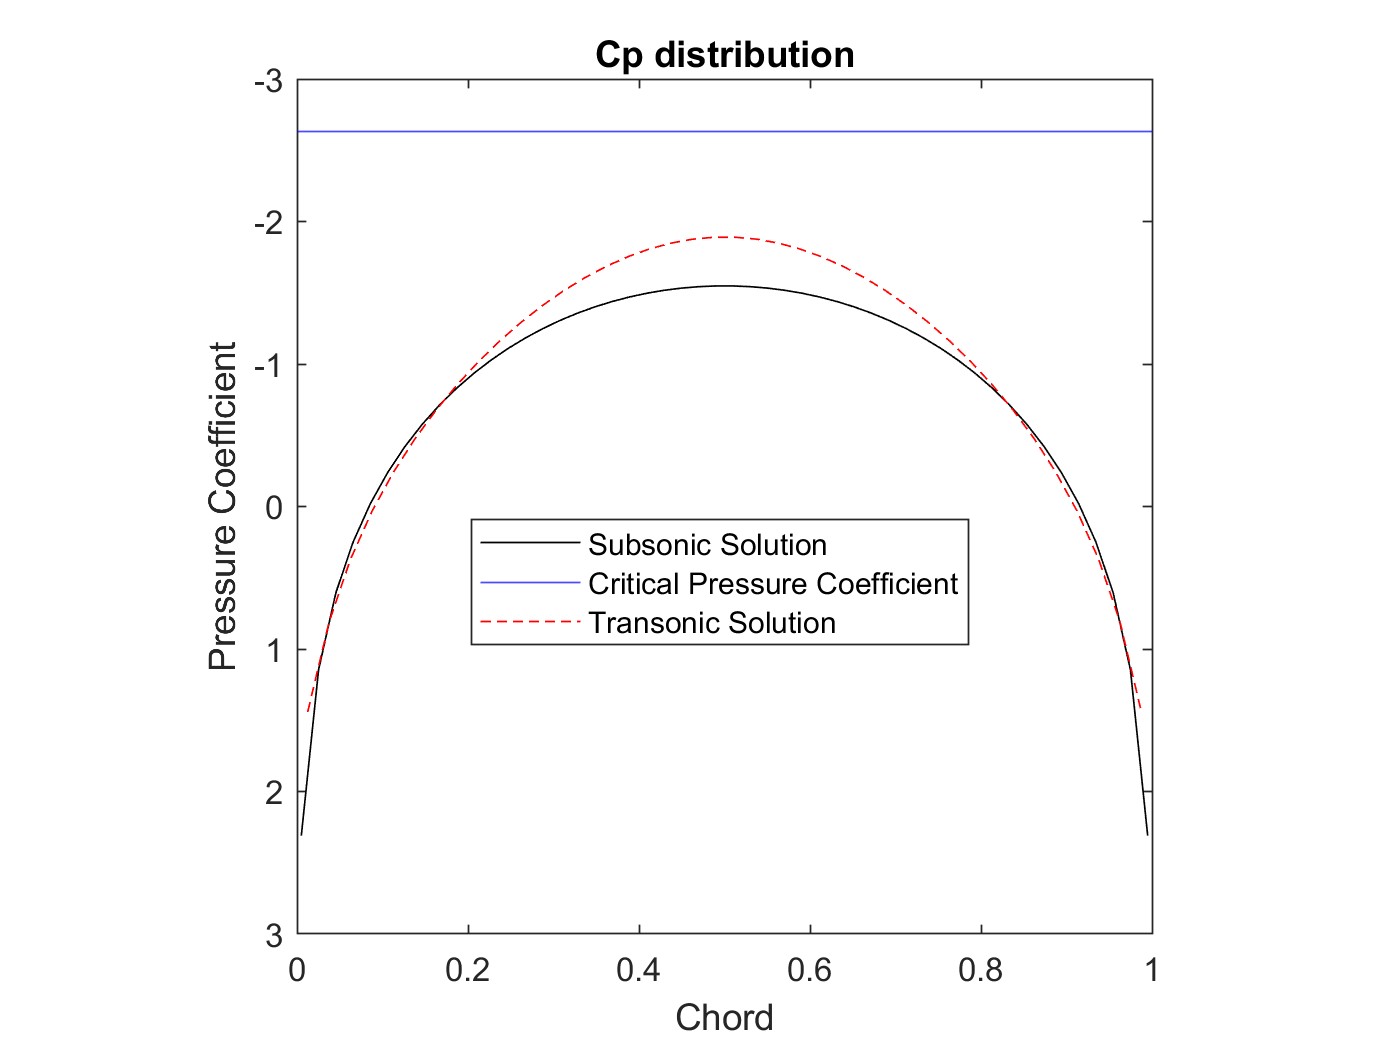 Cp distribution
-3
-2
-1
0
1
2
3
Pressure Coefficient
Subsonic Solution
Critical Pressure Coefficient
Transonic Solution
0 0.2 0.4 0.6 0.8 1
Chord